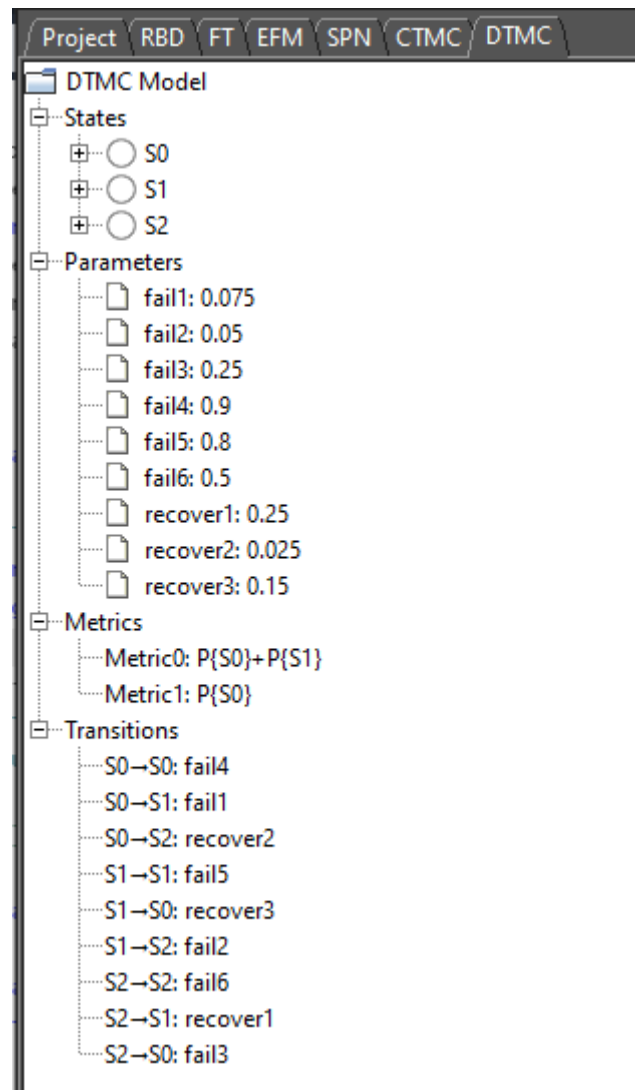 Project RBD FT EFM SPN CTMC DTMC
DTMC Model
States
S0
S1
S2
Parameters
fail1: 0.075
fail2: 0.05
fail3: 0.25
fail4: 0.9
fail5: 0.8
fail6: 0.5
recover1: 0.25
recover2: 0.025
recover3: 0.15
Metrics
Metric0: P{S0}+P{S1}
Metric1: P{S0}
Transitions
S0→S0: fail4
S0→S1: fail1
S0→S2: recover2
S1→S1: fail5
S1→S0: recover3
S1→S2: fail2
S2→S2: fail6
S2→S1: recover1
S2→S0: fail3